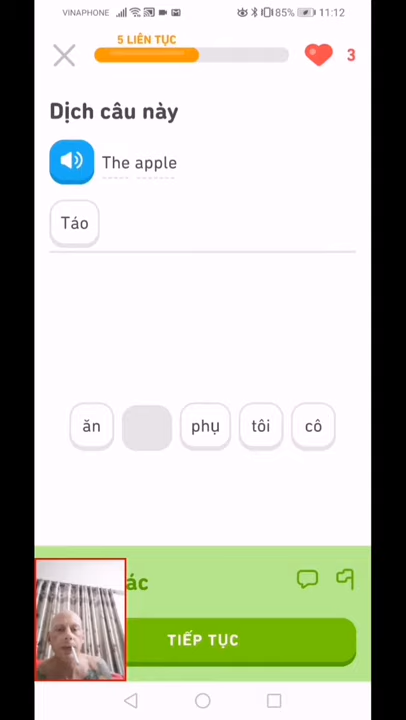 VINAPHONE 85% 11:12
5 LIÊN TỤC
3
Dịch câu này
The apple
Táo
ăn phụ tôi cô
ác
TIẾP TỤC